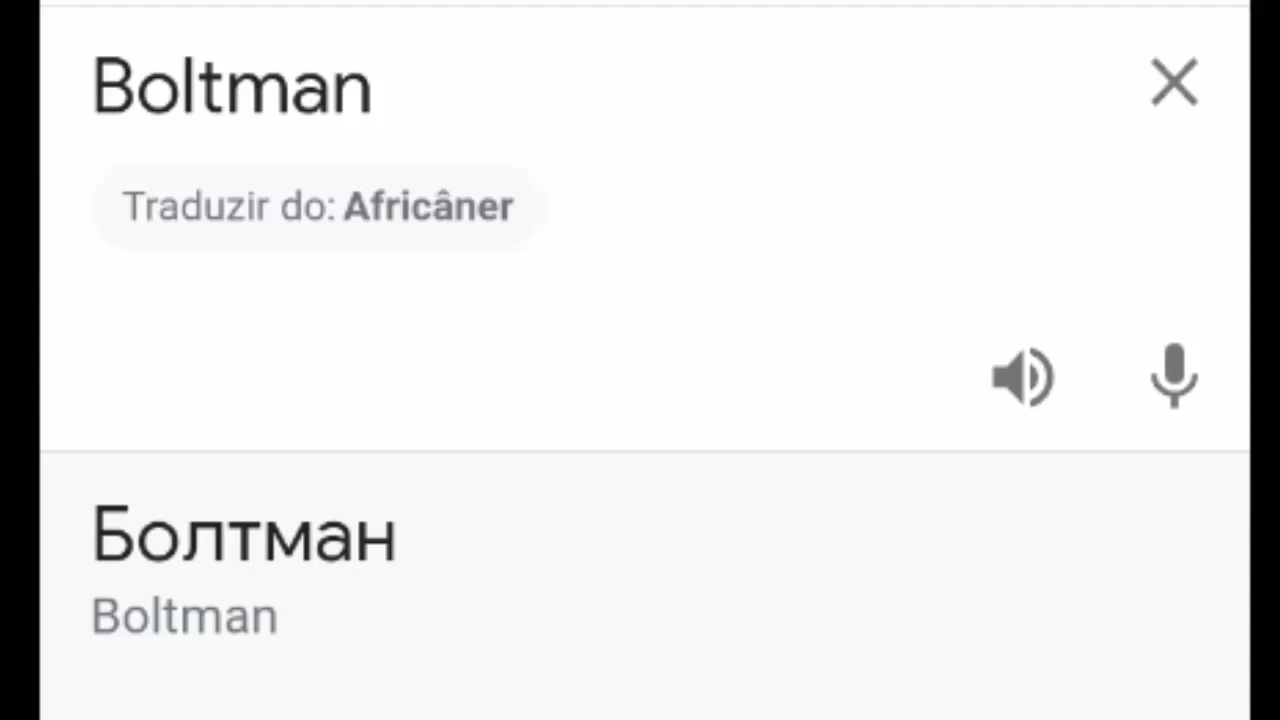 Boltman
Traduzir do: Africâner
Болтман
Boltman